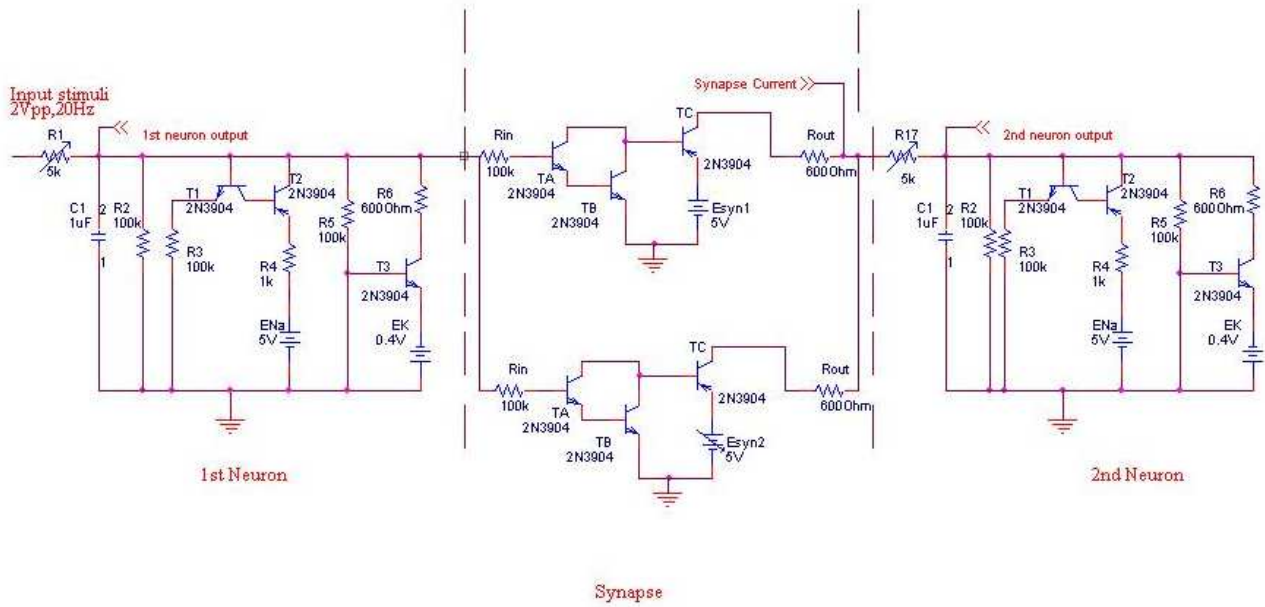 Input stimuli
2Vpp,20Hz
R1
5k
1st neuron output
C1
1uF
2
1
R2
100k
R3
100k
T1
2N3904
T2
2N3904
R4
1k
ENa
5V
R5
100k
R6
600Ohm
T3
2N3904
EK
0.4V
1st Neuron
Rin
100k
TA
2N3904
TB
2N3904
TC
2N3904
Esyn1
5V
Synapse Current
Rout
600Ohm
Rin
100k
TA
2N3904
TB
2N3904
TC
2N3904
Esyn2
5V
Rout
600Ohm
Synapse
R17
5k
2nd neuron output
C1
1uF
2
1
R2
100k
R3
100k
T1
2N3904
T2
2N3904
R4
1k
ENa
5V
R5
100k
R6
600Ohm
T3
2N3904
EK
0.4V
2nd Neuron